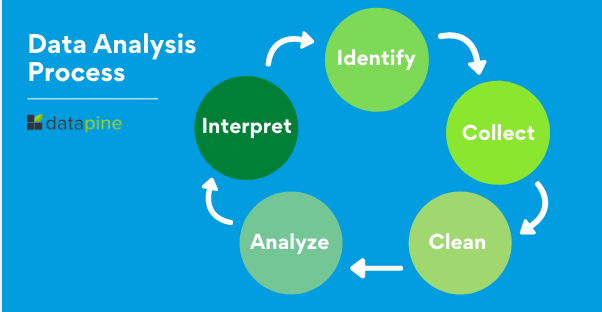 Data Analysis
Process
datapine
Identify
Collect
Clean
Analyze
Interpret